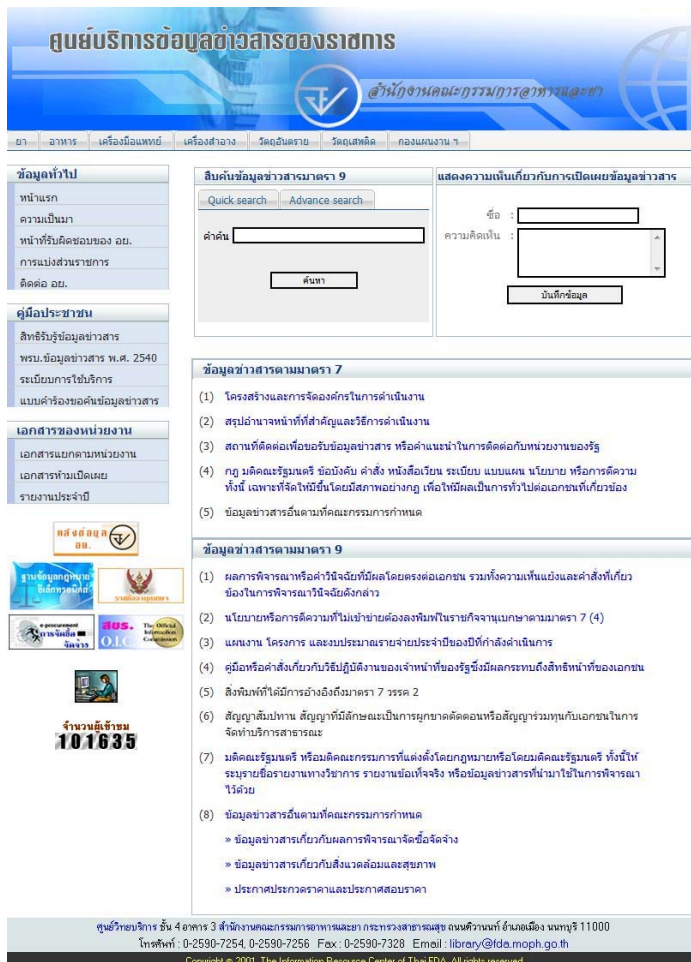 ศูนย์บริการข้อมูลข่าวสารของราชการ
สำนักงานคณะกรรมการอาหารและยา
ยา อาหาร เครื่องมือแพทย์ เครื่องสำอาง วัตถุอันตราย วัตถุเสพติด กองแผนงาน ฯ
ข้อมูลทั่วไป
หน้าแรก
ความเป็นมา
หน้าที่รับผิดชอบของ อย.
การแบ่งส่วนราชการ
ติดต่อ อย.
คู่มือประชาชน
สิทธิรับรู้ข้อมูลข่าวสาร
พรบ.ข้อมูลข่าวสาร พ.ศ. 2540
ระเบียบการใช้บริการ
แบบคำร้องขอค้นข้อมูลข่าวสาร
เอกสารของหน่วยงาน
เอกสารแยกตามหน่วยงาน
เอกสารห้ามเปิดเผย
รายงานประจำปี
คลังข้อมูล
อย.
ฐานข้อมูลกฎหมาย
อิเล็กทรอนิกส์
ราชกิจจานุเบกษา
e-procurement
การจัดซื้อ
จัดจ้าง
สขร.
O.I.C
The Official
Information
Commission
จำนวนผู้เข้าชม
101635
สืบค้นข้อมูลข่าวสารมาตรา 9
Quick search Advance search
คำค้น
ค้นหา
แสดงความเห็นเกี่ยวกับการเปิดเผยข้อมูลข่าวสาร
ชื่อ :
ความคิดเห็น :
บันทึกข้อมูล
ข้อมูลข่าวสารตามมาตรา 7
(1) โครงสร้างและการจัดองค์กรในการดำเนินงาน
(2) สรุปอำนาจหน้าที่ที่สำคัญและวิธีการดำเนินงาน
(3) สถานที่ติดต่อเพื่อขอรับข้อมูลข่าวสาร หรือคำแนะนำในการติดต่อกับหน่วยงานของรัฐ
(4) กฎ มติคณะรัฐมนตรี ข้อบังคับ คำสั่ง หนังสือเวียน ระเบียบ แบบแผน นโยบาย หรือการตีความ
ทั้งนี้ เฉพาะที่จัดให้มีขึ้นโดยมีสภาพอย่างกฎ เพื่อให้มีผลเป็นการทั่วไปต่อเอกชนที่เกี่ยวข้อง
(5) ข้อมูลข่าวสารอื่นตามที่คณะกรรมการกำหนด
ข้อมูลข่าวสารตามมาตรา 9
(1) ผลการพิจารณาหรือคำวินิจฉัยที่มีผลโดยตรงต่อเอกชน รวมทั้งความเห็นแย้งและคำสั่งที่เกี่ยว
ข้องในการพิจารณาวินิจฉัยดังกล่าว
(2) นโยบายหรือการตีความที่ไม่เข้าข่ายต้องลงพิมพ์ในราชกิจจานุเบกษาตามมาตรา 7 (4)
(3) แผนงาน โครงการ และงบประมาณรายจ่ายประจำปีของปีที่กำลังดำเนินการ
(4) คู่มือหรือคำสั่งเกี่ยวกับวิธีปฏิบัติงานของเจ้าหน้าที่ของรัฐซึ่งมีผลกระทบถึงสิทธิหน้าที่ของเอกชน
(5) สิ่งพิมพ์ที่ได้มีการอ้างอิงถึงมาตรา 7 วรรค 2
(6) สัญญาสัมปทาน สัญญาที่มีลักษณะเป็นการผูกขาดตัดตอนหรือสัญญาร่วมทุนกับเอกชนในการ
จัดทำบริการสาธารณะ
(7) มติคณะรัฐมนตรี หรือมติคณะกรรมการที่แต่งตั้งโดยกฎหมายหรือโดยมติคณะรัฐมนตรี ทั้งนี้ให้
ระบุรายชื่อรายงานทางวิชาการ รายงานข้อเท็จจริง หรือข้อมูลข่าวสารที่นำมาใช้ในการพิจารณา
ไว้ด้วย
(8) ข้อมูลข่าวสารอื่นตามที่คณะกรรมการกำหนด
» ข้อมูลข่าวสารเกี่ยวกับผลการพิจารณาจัดซื้อจัดจ้าง
» ข้อมูลข่าวสารเกี่ยวกับสิ่งแวดล้อมและสุขภาพ
» ประกาศประกวดราคาและประกาศสอบราคา
ศูนย์วิทยบริการ ชั้น 4 อาคาร 3 สำนักงานคณะกรรมการอาหารและยา กระทรวงสาธารณสุข ถนนติวานนท์ อำเภอเมือง นนทบุรี 11000
โทรศัพท์ : 0-2590-7254, 0-2590-7256 Fax : 0-2590-7328 Email : library@fda.moph.go.th
Copyright © 2001, The Information Resource Center of Thai FDA. All rights reserved